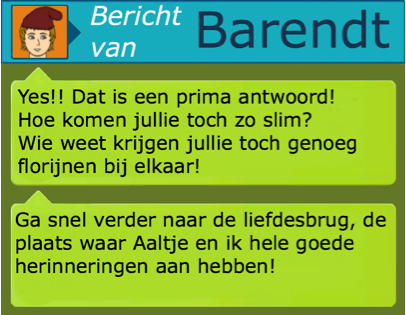 Bericht
van
Barendt
Yes!! Dat is een prima antwoord!
Hoe komen jullie toch zo slim?
Wie weet krijgen jullie toch genoeg
florijnen bij elkaar!
Ga snel verder naar de liefdesbrug, de
plaats waar Aaltje en ik hele goede
herinneringen aan hebben!